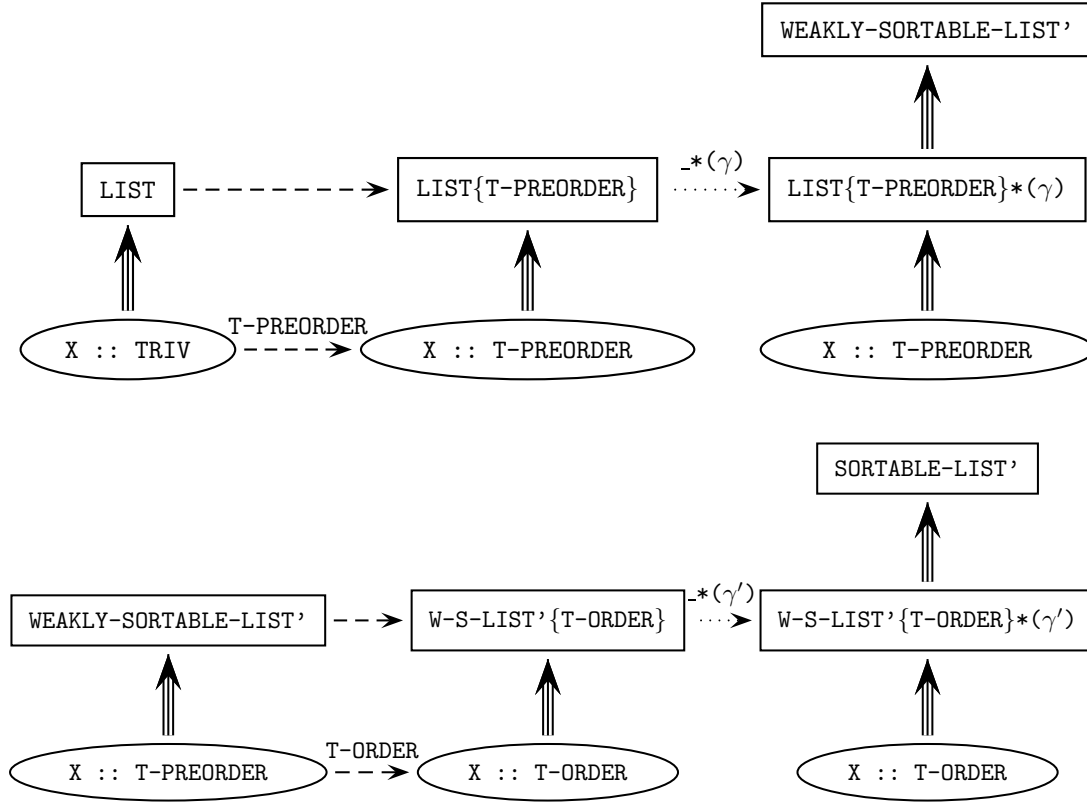 WEAKLY-SORTABLE-LIST’
LIST
LIST{T-PREORDER}
_*(γ)
LIST{T-PREORDER}*(γ)
X :: TRIV
T-PREORDER
X :: T-PREORDER
X :: T-PREORDER
SORTABLE-LIST’
WEAKLY-SORTABLE-LIST’
W-S-LIST’{T-ORDER}
_*(γ′)
W-S-LIST’{T-ORDER}*(γ′)
X :: T-PREORDER
T-ORDER
X :: T-ORDER
X :: T-ORDER